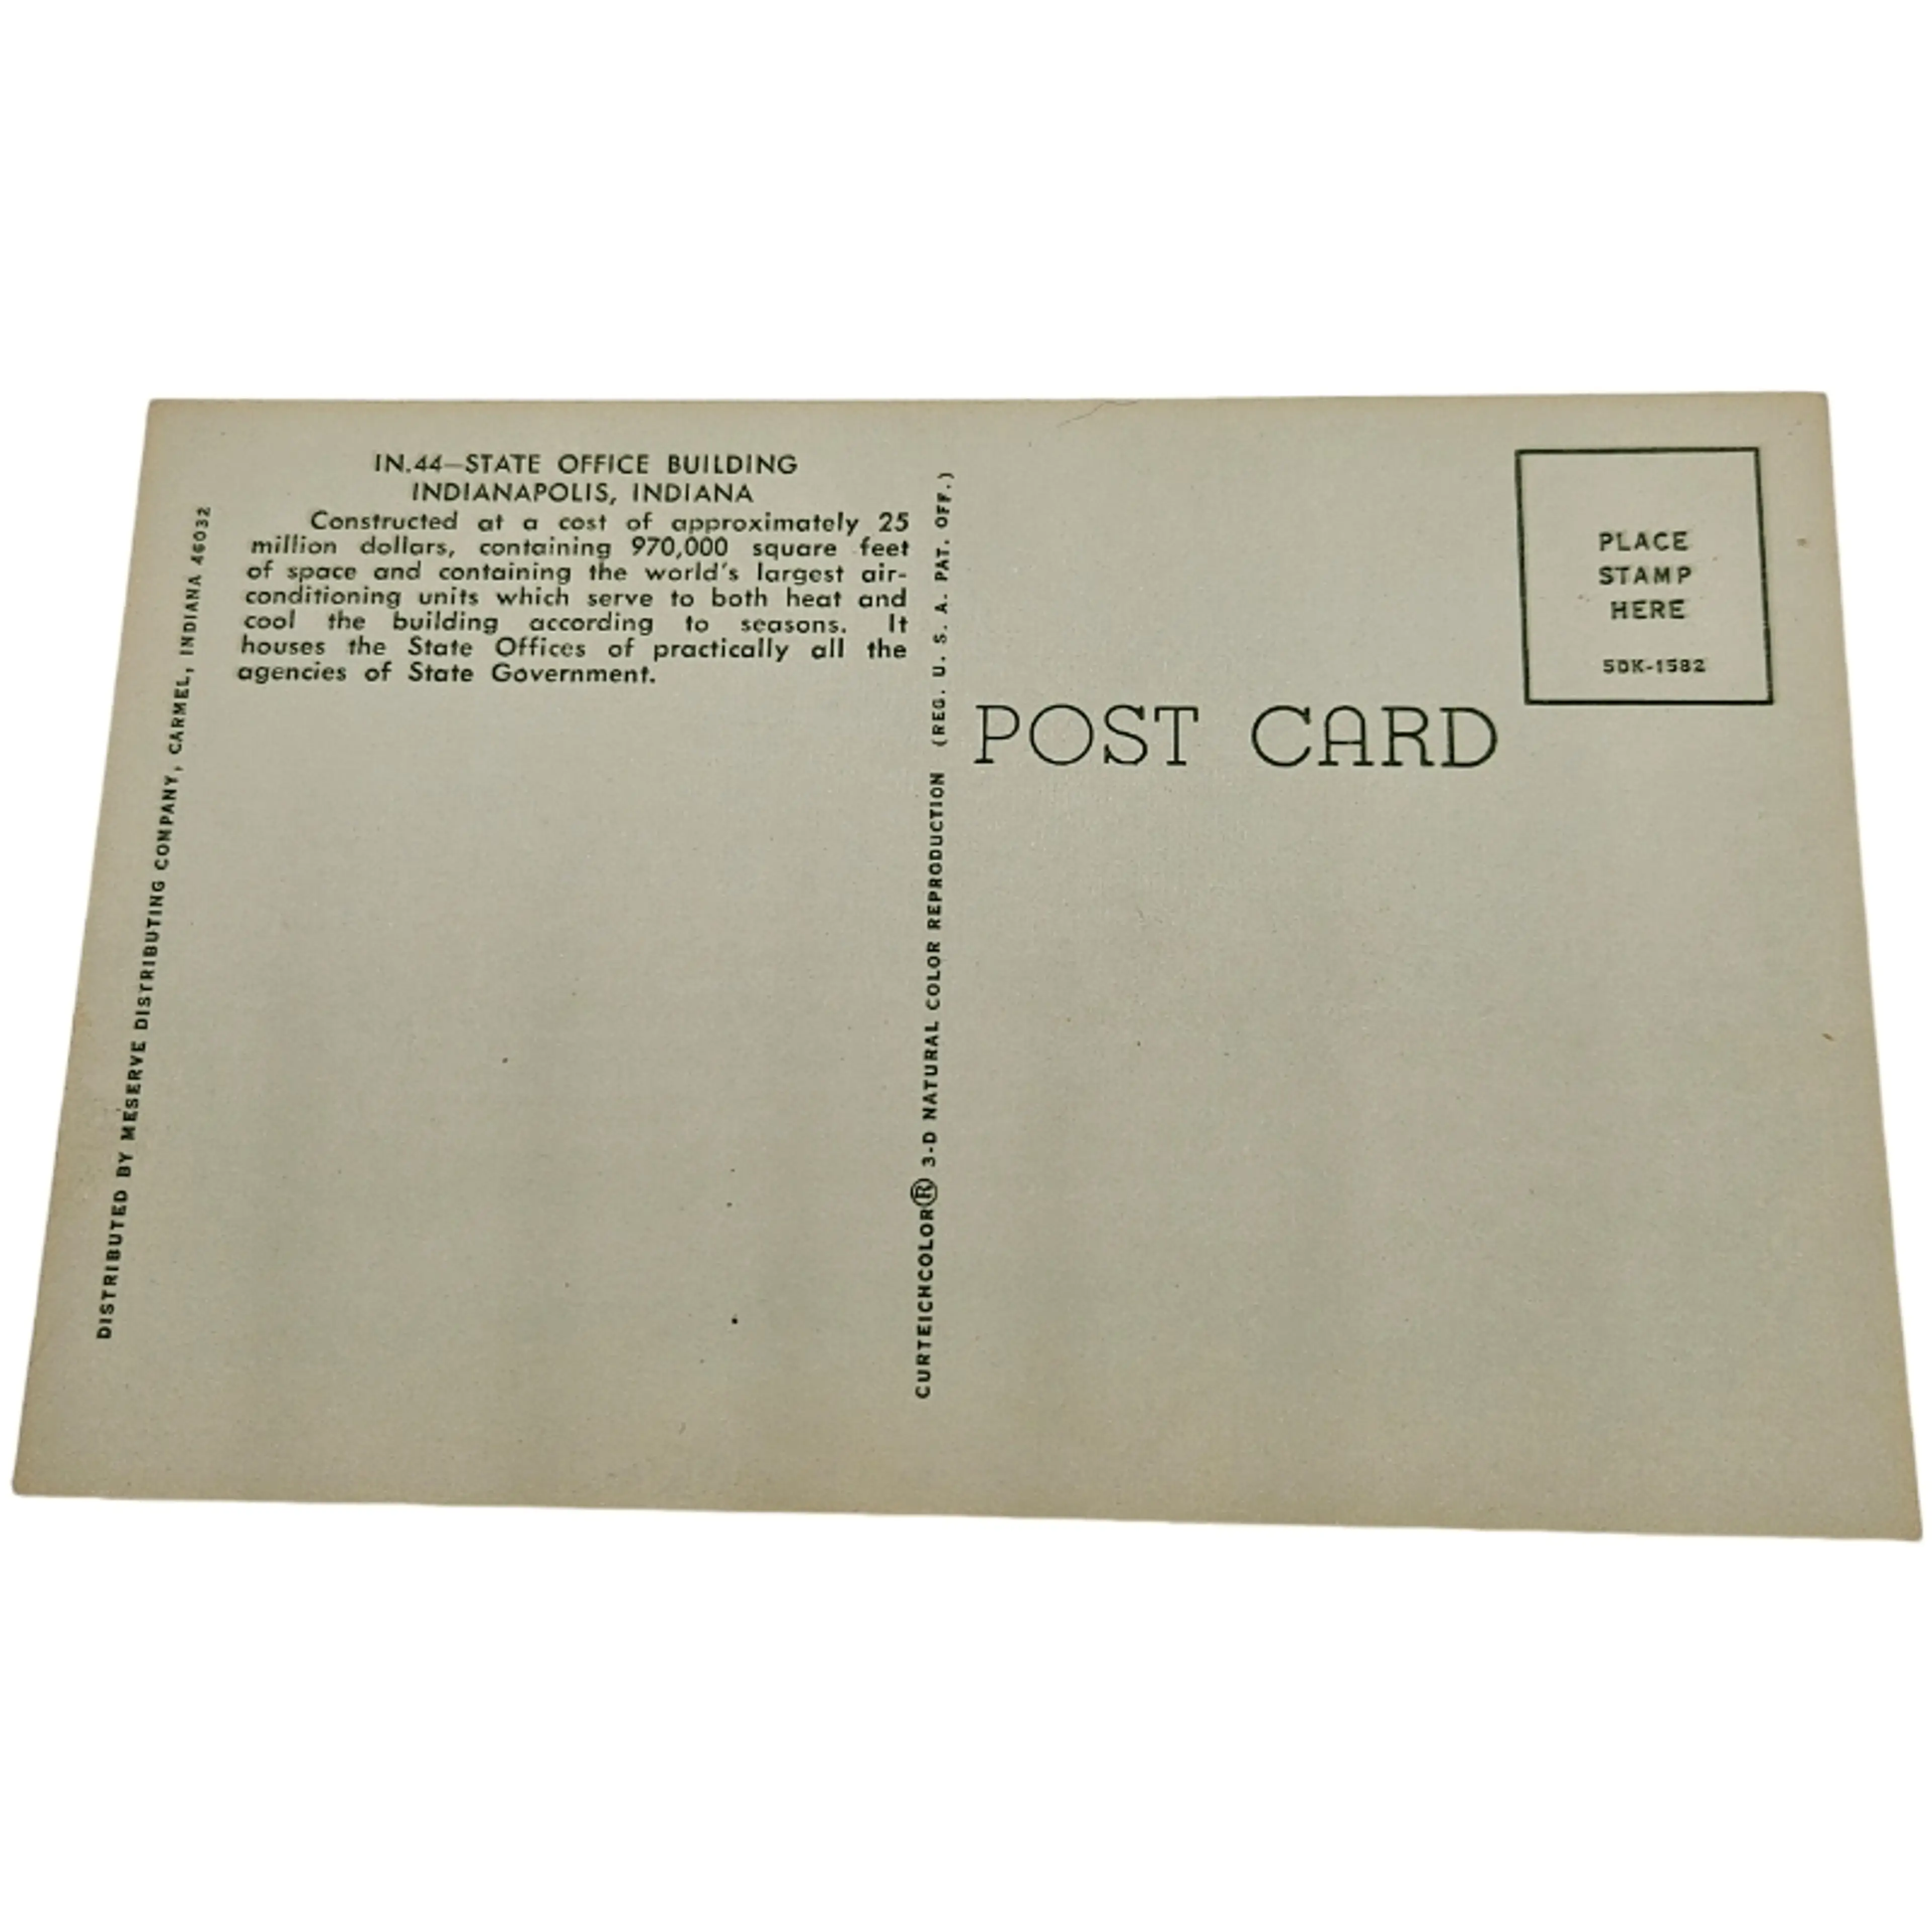 IN.44—STATE OFFICE BUILDING
INDIANAPOLIS, INDIANA
Constructed at a cost of approximately 25
million dollars, containing 970,000 square feet
of space and containing the world's largest air-
conditioning units which serve to both heat and
cool the building according to seasons. It
houses the State Offices of practically all the
agencies of State Government.
DISTRIBUTED BY MESERVE DISTRIBUTING COMPANY, CARMEL, INDIANA 46032
CURTEICHCOLOR® 3-D NATURAL COLOR REPRODUCTION (REG. U. S. A. PAT. OFF.)
POST CARD
PLACE
STAMP
HERE
5DK-1582